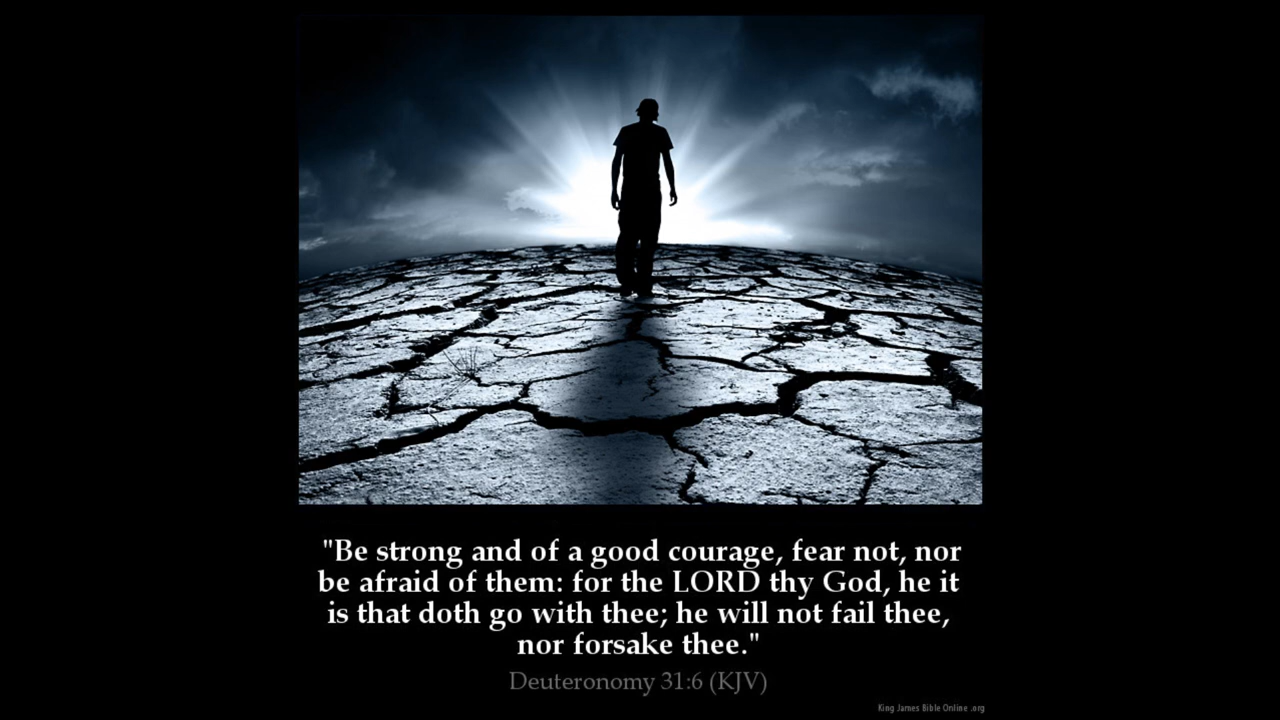 "Be strong and of a good courage, fear not, nor
be afraid of them: for the LORD thy God, he it
is that doth go with thee; he will not fail thee,
nor forsake thee."
Deuteronomy 31:6 (KJV)
King James Bible Online .org